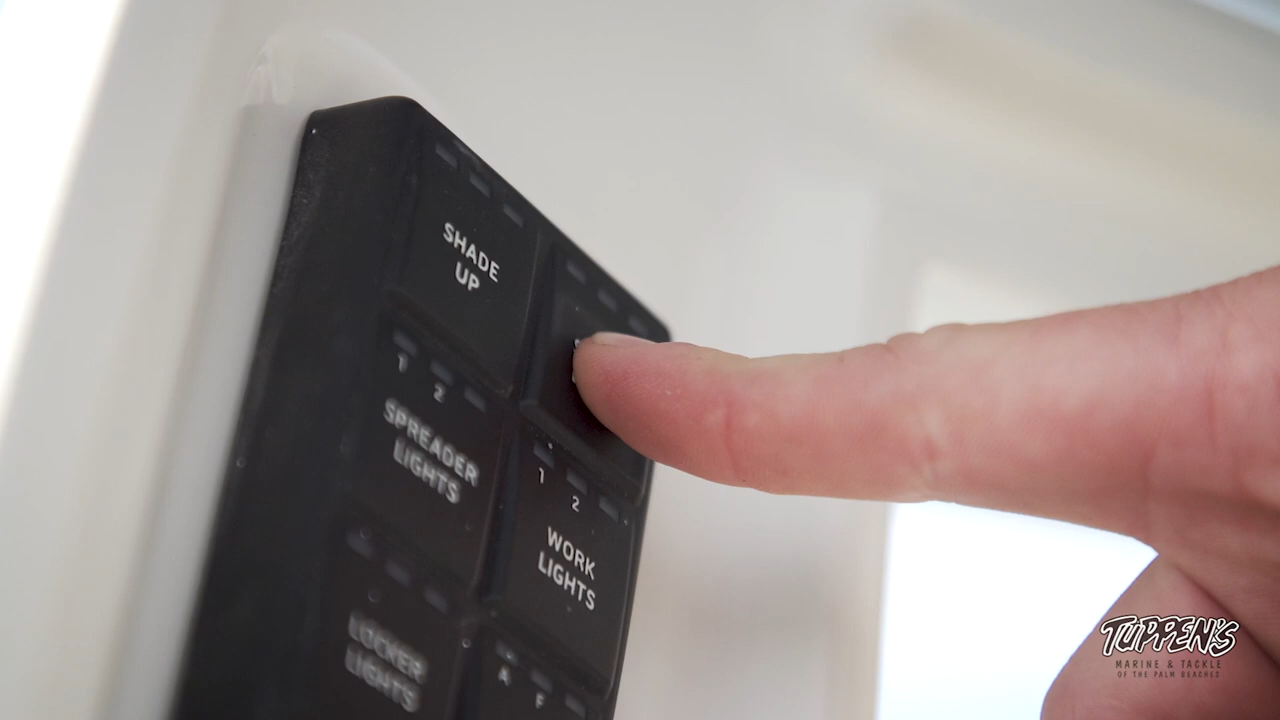 SHADE
UP
1 2
SPREADER
LIGHTS
1 2
WORK
LIGHTS
LOCKER
LIGHTS
A F
TUPPEN'S
MARINE & TACKLE
OF THE PALM BEACHES